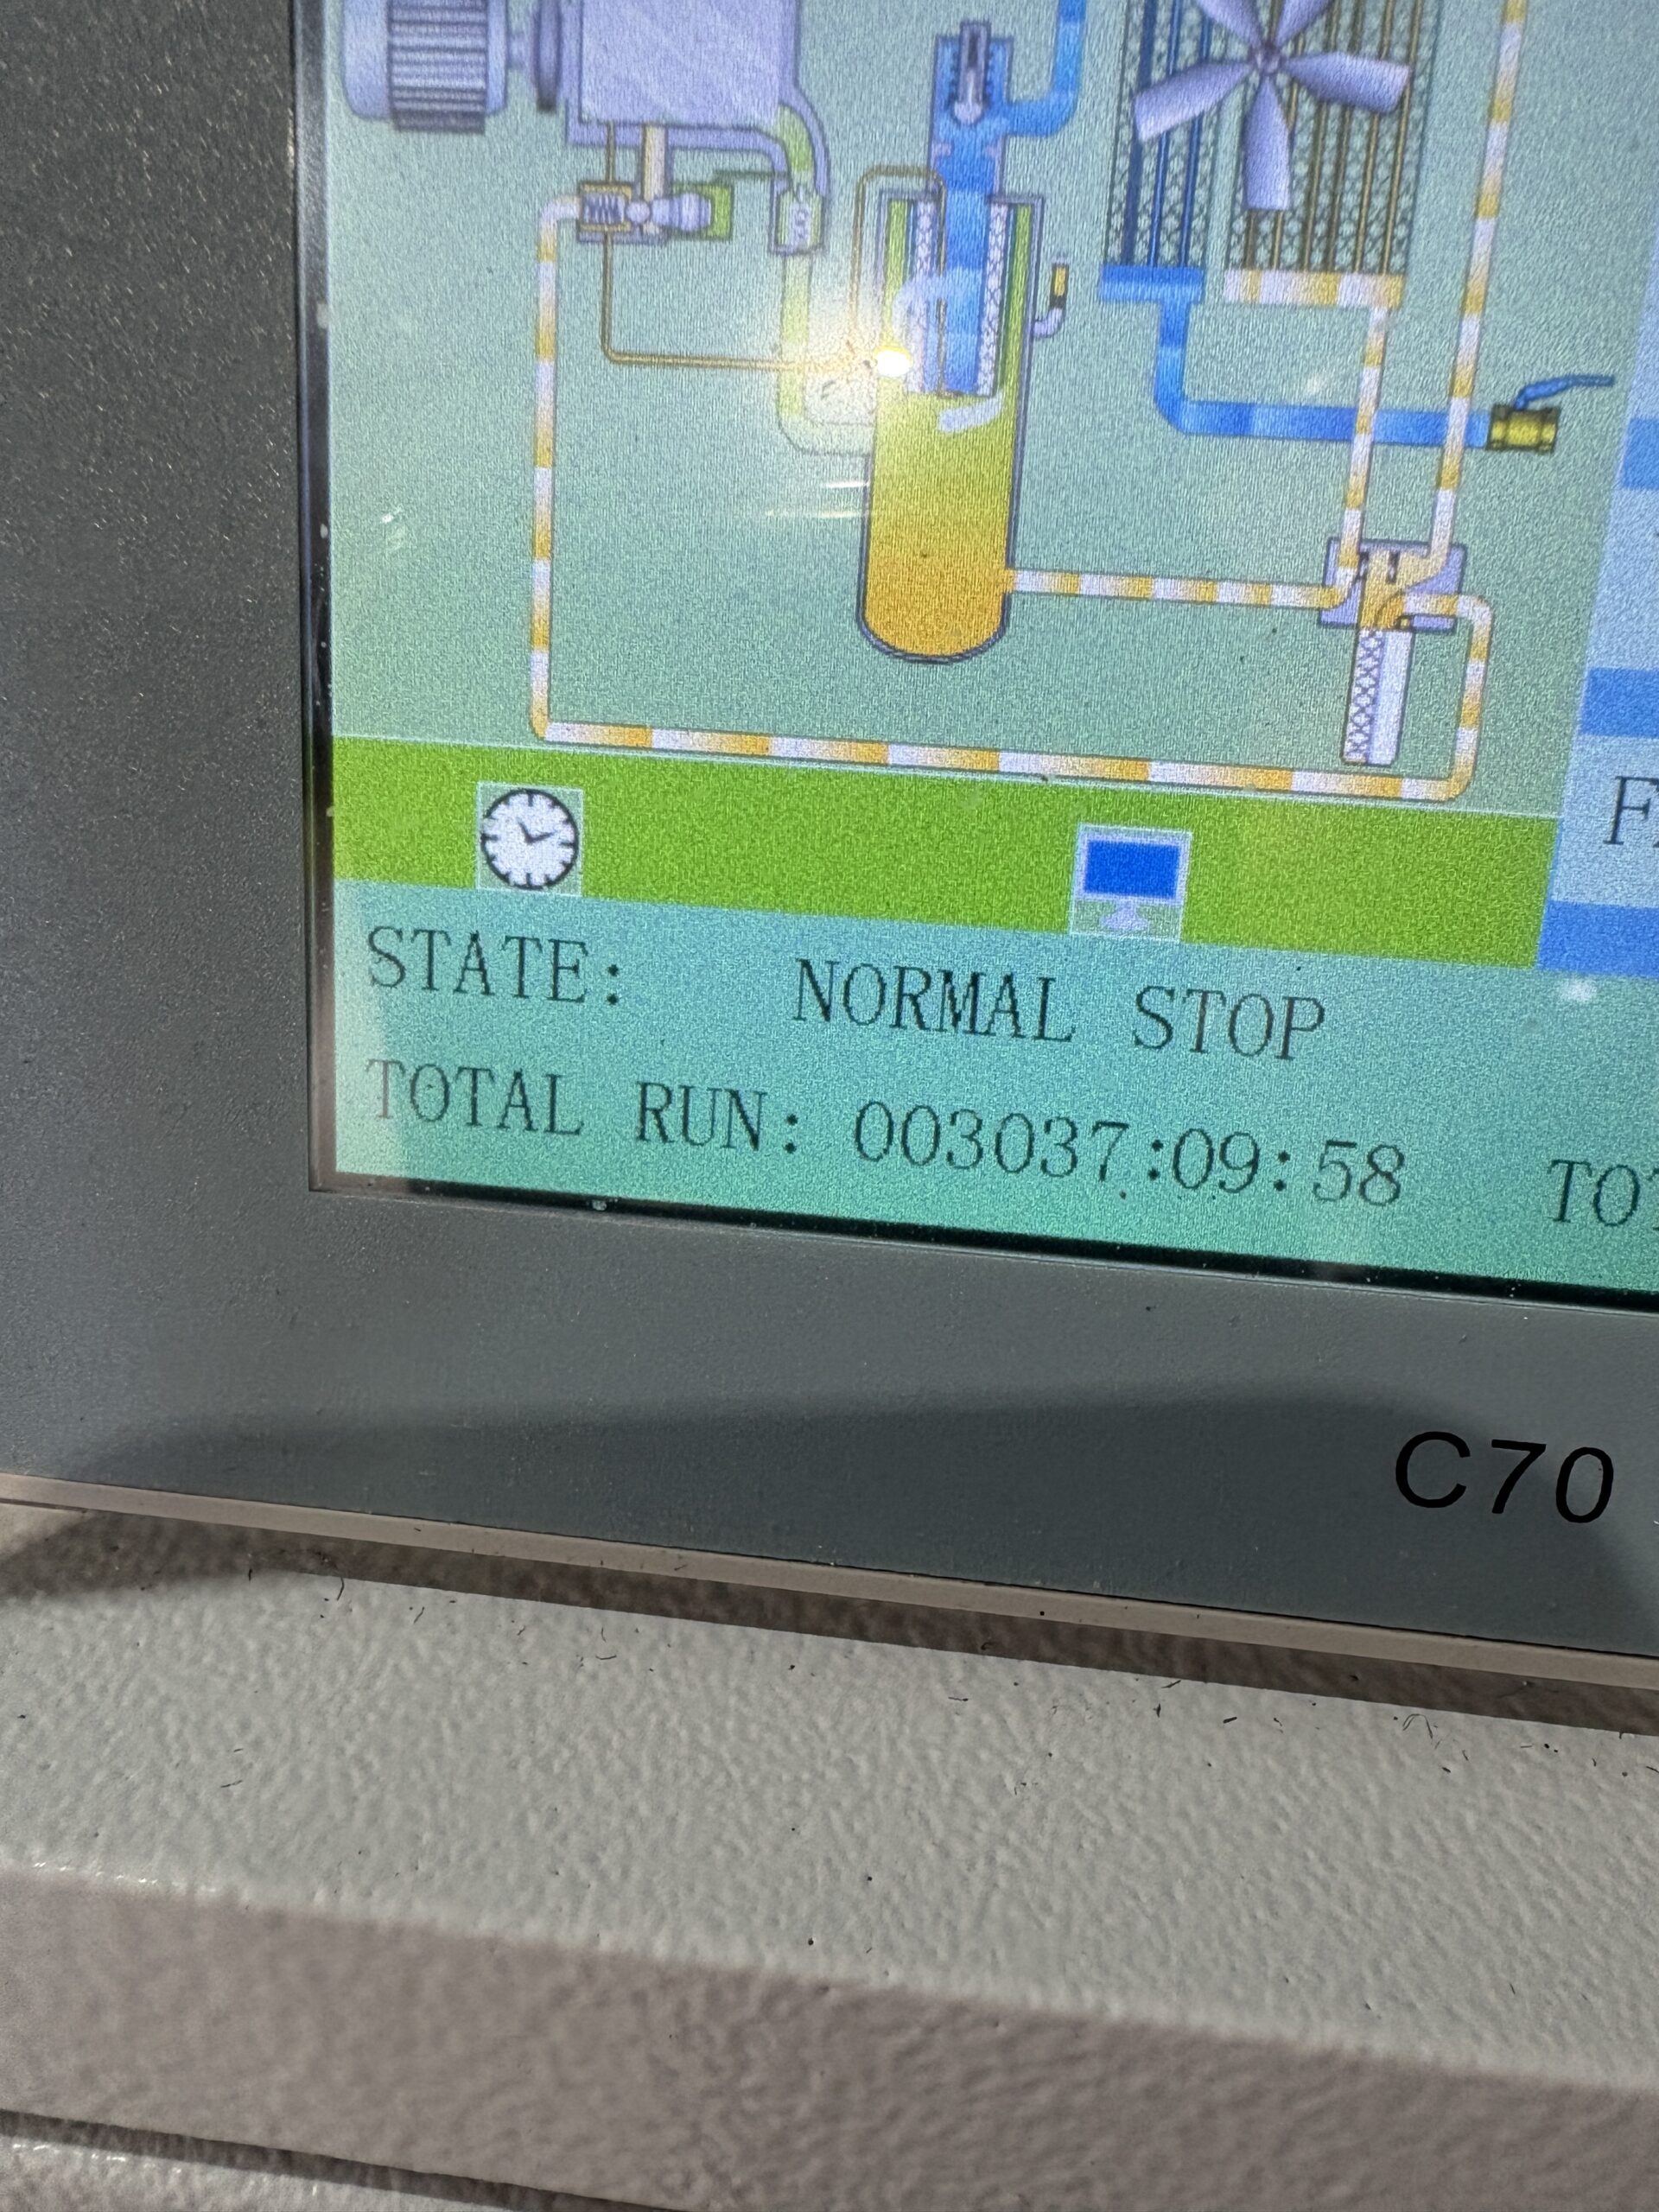 STATE: NORMAL STOP
TOTAL RUN: 003037:09:58
C70